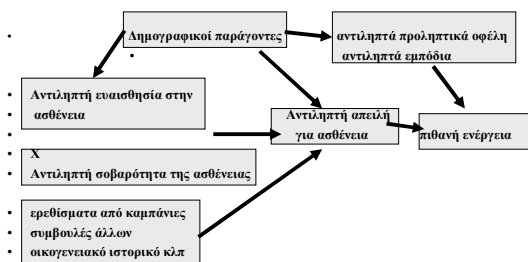 Δημογραφικοί παράγοντες
αντιληπτά προληπτικά οφέλη
αντιληπτά εμπόδια
Αντιληπτή ευαισθησία στην
ασθένεια
Αντιληπτή απειλή
για ασθένεια
πιθανή ενέργεια
Χ
Αντιληπτή σοβαρότητα της ασθένειας
ερεθίσματα από καμπάνιες
συμβουλές άλλων
οικογενειακό ιστορικό κλπ